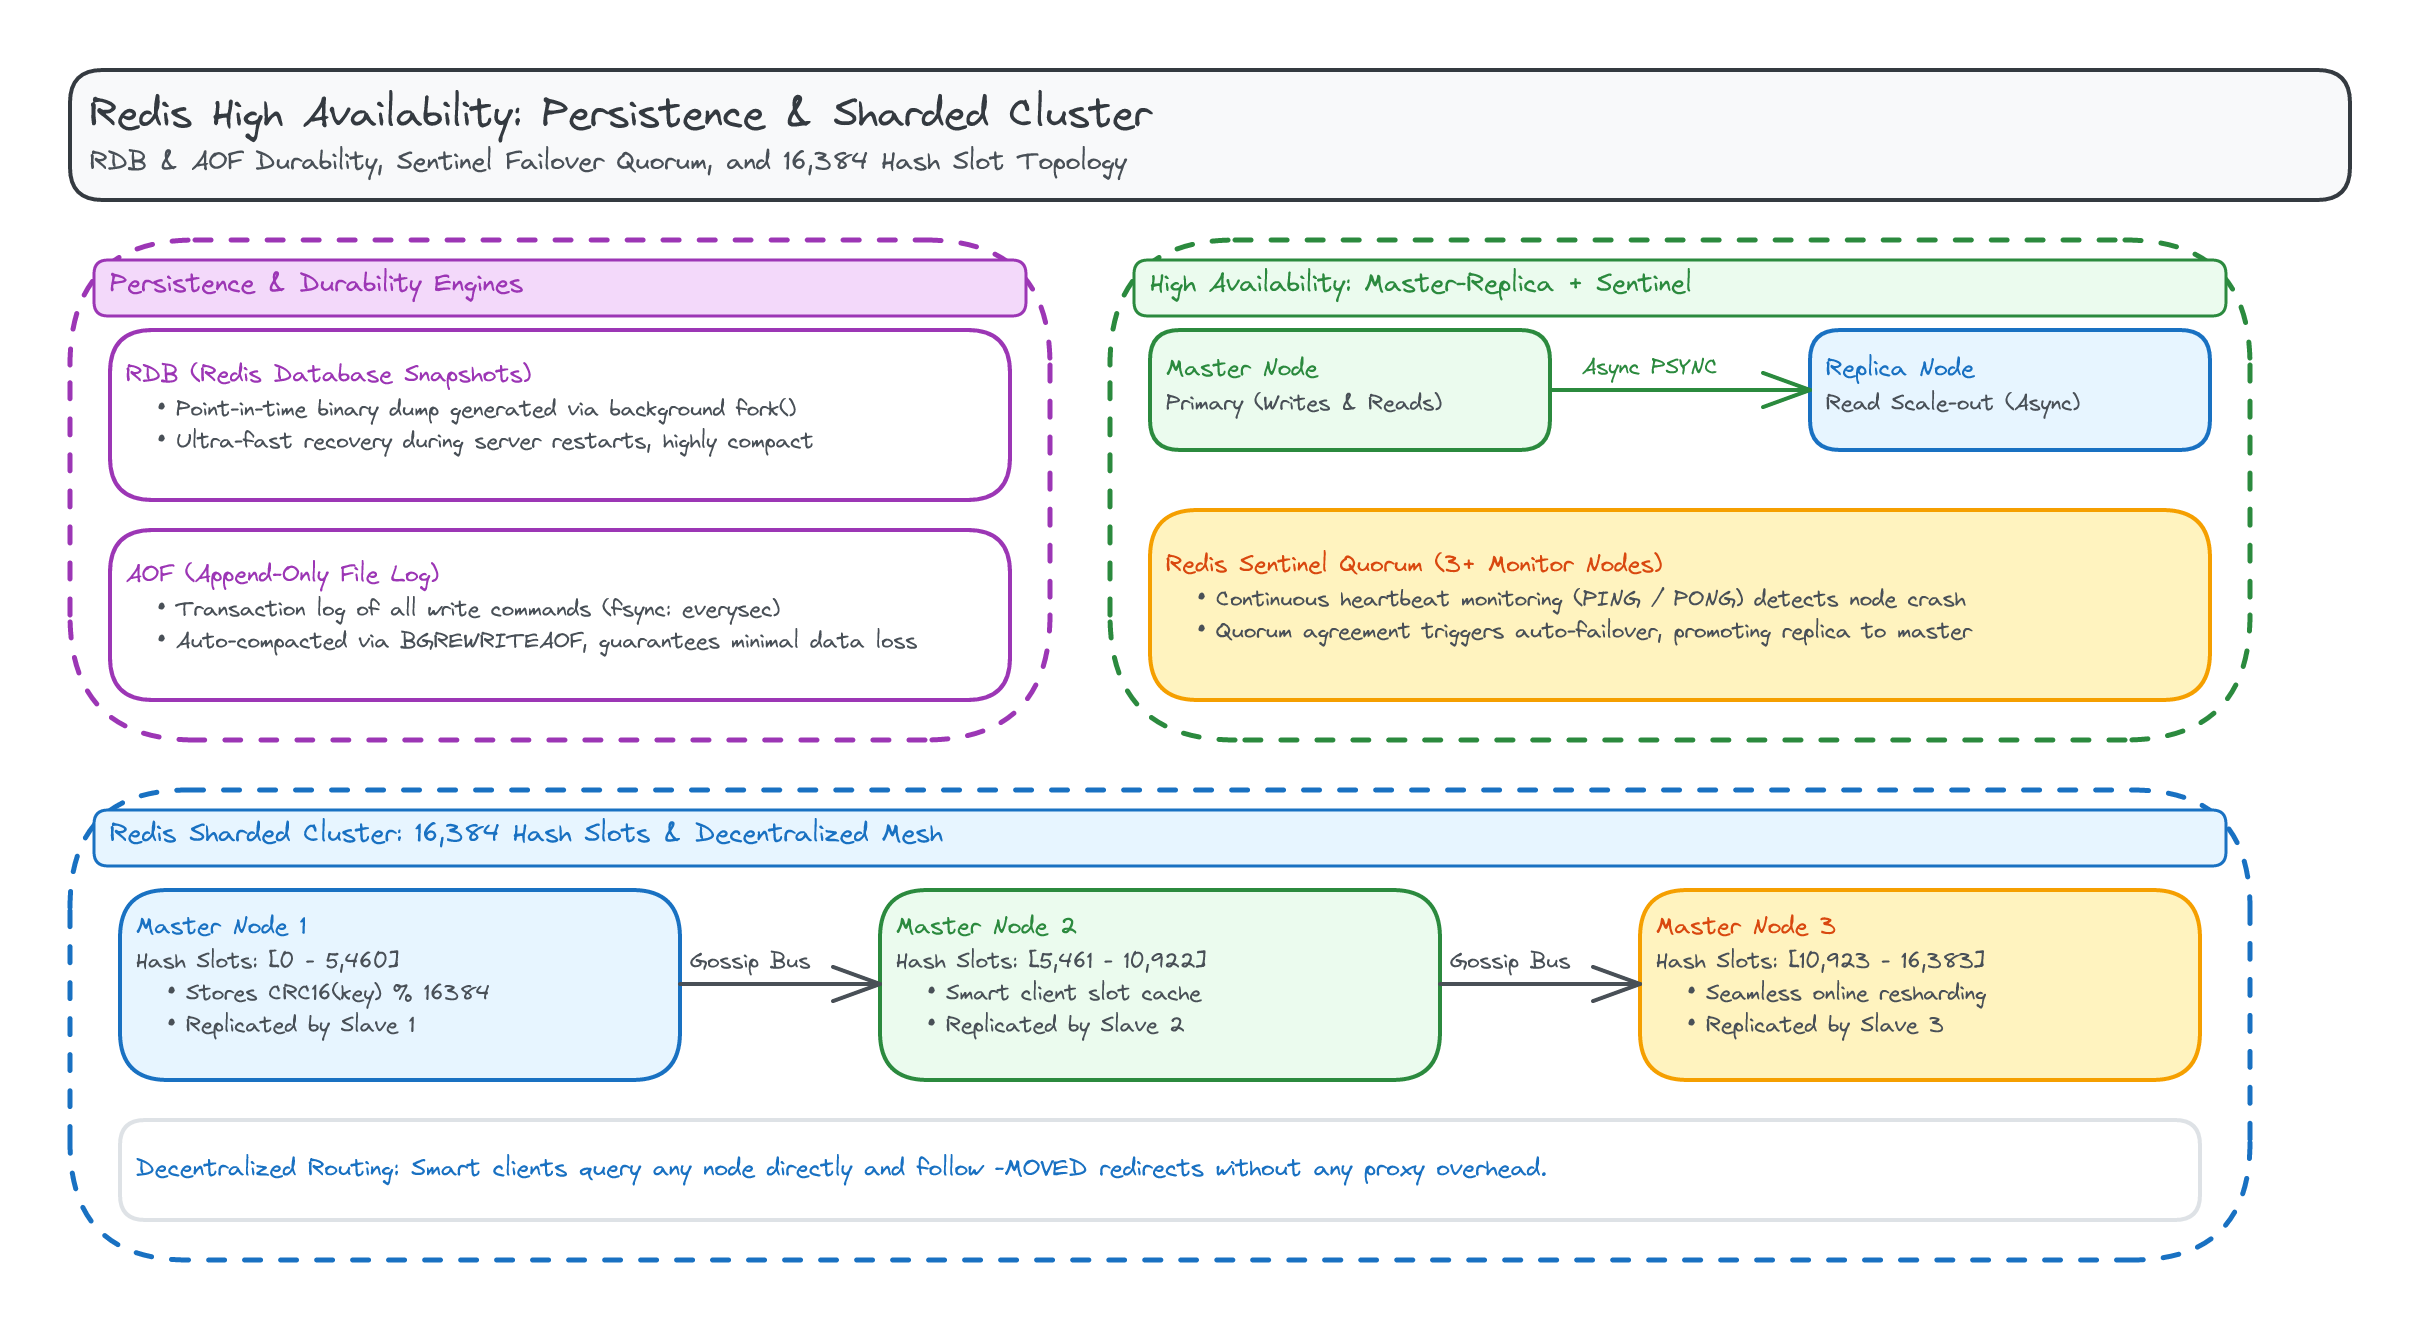 Redis High Availability: Persistence & Sharded Cluster
RDB & AOF Durability, Sentinel Failover Quorum, and 16,384 Hash Slot Topology
Persistence & Durability Engines
RDB (Redis Database Snapshots)
• Point-in-time binary dump generated via background fork()
• Ultra-fast recovery during server restarts, highly compact
AOF (Append-Only File Log)
• Transaction log of all write commands (fsync: everysec)
• Auto-compacted via BGREWRITEAOF, guarantees minimal data loss
High Availability: Master-Replica + Sentinel
Master Node
Primary (Writes & Reads)
Async PSYNC
Replica Node
Read Scale-out (Async)
Redis Sentinel Quorum (3+ Monitor Nodes)
• Continuous heartbeat monitoring (PING / PONG) detects node crash
• Quorum agreement triggers auto-failover, promoting replica to master
Redis Sharded Cluster: 16,384 Hash Slots & Decentralized Mesh
Master Node 1
Hash Slots: [0 - 5,460]
• Stores CRC16(key) % 16384
• Replicated by Slave 1
Gossip Bus
Master Node 2
Hash Slots: [5,461 - 10,922]
• Smart client slot cache
• Replicated by Slave 2
Gossip Bus
Master Node 3
Hash Slots: [10,923 - 16,383]
• Seamless online resharding
• Replicated by Slave 3
Decentralized Routing: Smart clients query any node directly and follow -MOVED redirects without any proxy overhead.